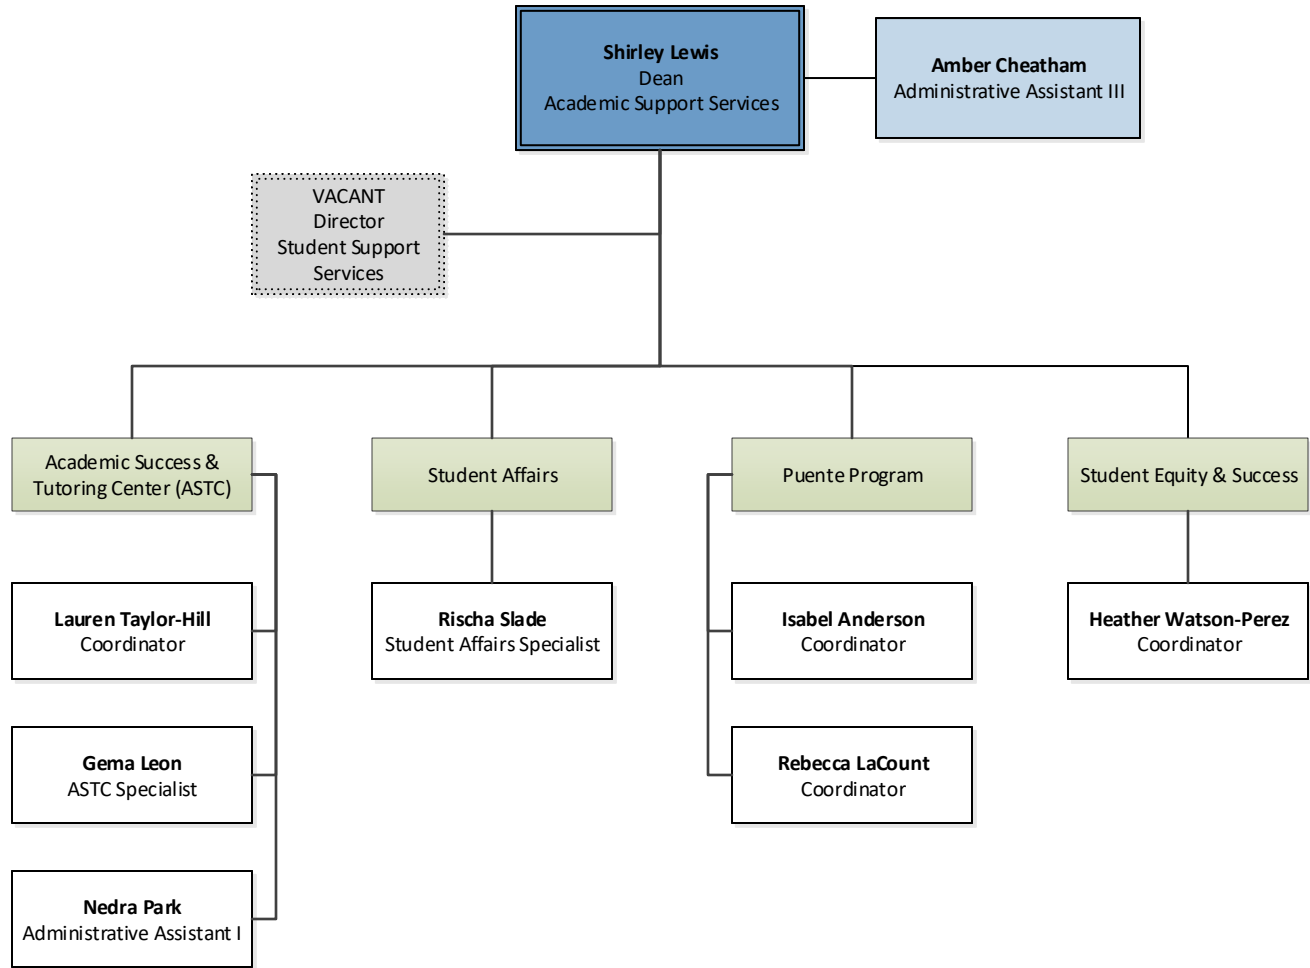 Shirley Lewis
Dean
Academic Support Services
Amber Cheatham
Administrative Assistant III
VACANT
Director
Student Support
Services
Academic Success &
Tutoring Center (ASTC)
Student Affairs
Puente Program
Student Equity & Success
Lauren Taylor-Hill
Coordinator
Rischa Slade
Student Affairs Specialist
Isabel Anderson
Coordinator
Heather Watson-Perez
Coordinator
Gema Leon
ASTC Specialist
Rebecca LaCount
Coordinator
Nedra Park
Administrative Assistant I